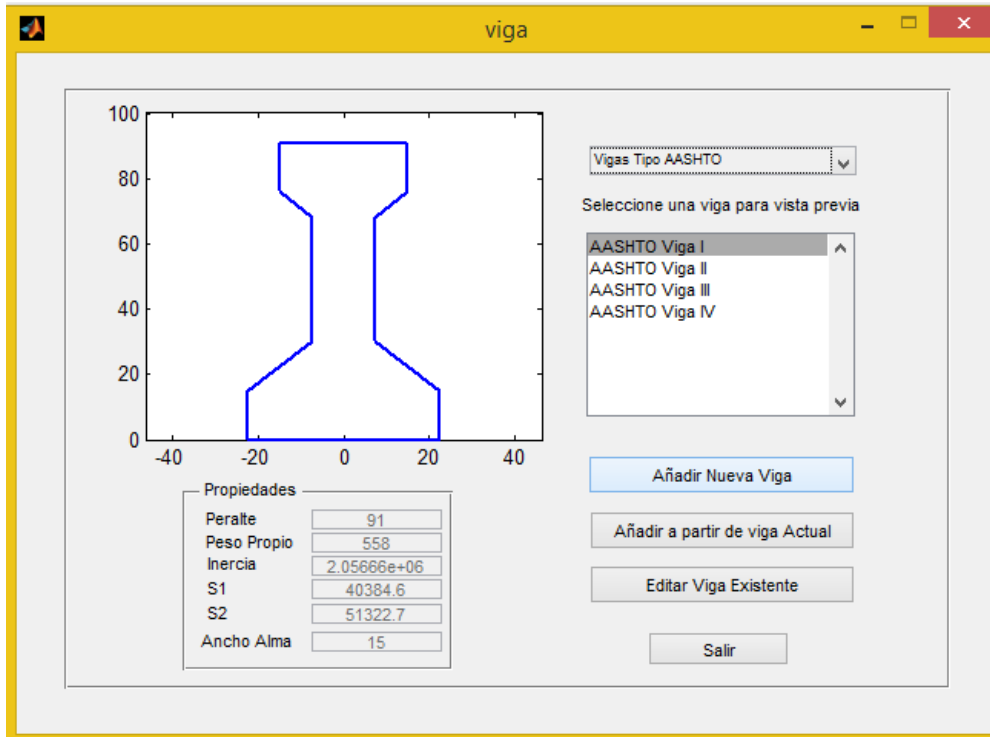 viga
100
80
60
40
20
0
-40 -20 0 20 40
Propiedades
Peralte 91
Peso Propio 558
Inercia 2.05666e+06
S1 40384.6
S2 51322.7
Ancho Alma 15
Vigas Tipo AASHTO
Seleccione una viga para vista previa
AASHTO Viga I
AASHTO Viga II
AASHTO Viga III
AASHTO Viga IV
Añadir Nueva Viga
Añadir a partir de viga Actual
Editar Viga Existente
Salir